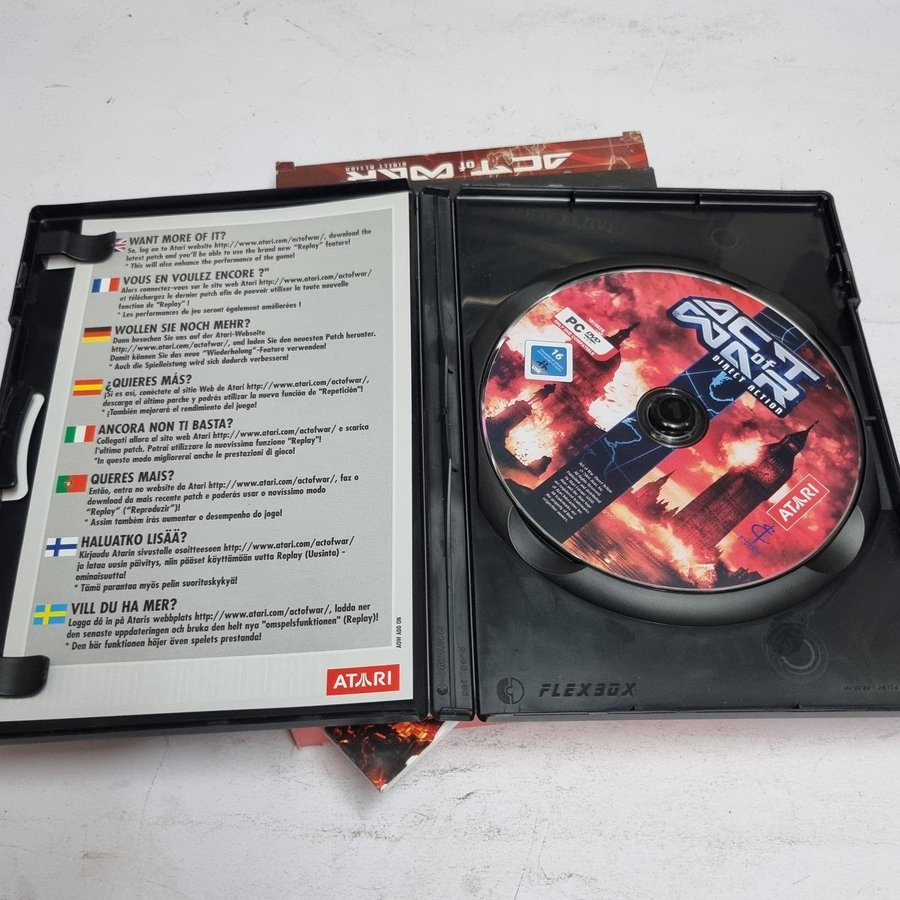 ACT of WAR
DIRECT ACTION
WANT MORE OF IT?
So, log on to Atari website http://www.atari.com/actofwar/, download the
latest patch and you'll be able to use the brand new "Replay" feature!
* This will also enhance the performance of the game!
VOUS EN VOULEZ ENCORE ?"
Alors connectez-vous sur le site web Atari http://www.atari.com/actofwar/
et téléchargez le dernier patch afin de pouvoir utiliser la toute nouvelle
fonction de "Replay" !
* Les performances du jeu seront également améliorées !
WOLLEN SIE NOCH MEHR?
Dann besuchen Sie uns auf der Atari-Webseite
http://www.atari.com/actofwar/, und laden Sie den neuesten Patch herunter.
Damit können Sie das neue "Wiederholung"-Feature verwenden!
* Auch die Spielleistung wird sich dadurch verbessern!
¿QUIERES MÁS?
¡Si es así, conéctate al sitio Web de Atari http://www.atari.com/actofwar/,
descarga el último parche y podrás utilizar la nueva función de "Repetición"!
* ¡También mejorará el rendimiento del juego!
ANCORA NON TI BASTA?
Collegati allora al sito web Atari http://www.atari.com/actofwar/ e scarica
l'ultima patch. Potrai utilizzare la nuovissima funzione "Replay"!
*In questo modo miglioreranno anche le prestazioni di gioco!
QUERES MAIS?
Então, entra no website da Atari http://www.atari.com/actofwar/, faz o
download da mais recente patch e poderás usar o novíssimo modo
"Replay" ("Reproduzir")!
* Assim também irás aumentar o desempenho do jogo!
HALUATKO LISÄÄ?
Kirjaudu Atarin sivustolle osoitteeseen http://www.atari.com/actofwar/
ja lataa uusin päivitys, niin pääset käyttämään uutta Replay (Uusinta) -
ominaisuutta!
* Tämä parantaa myös pelin suorituskykyä!
VILL DU HA MER?
Logga då in på Ataris webbplats http://www.atari.com/actofwar/, ladda ner
den senaste uppdateringen och bruka den helt nya "omspelsfunktionen" (Replay)!
* Den här funktionen höjer även spelets prestanda!
AOW ADD NO
ATARI
PC DVD
16
ACT of WAR
DIRECT ACTION
ATARI
FLEXBOX